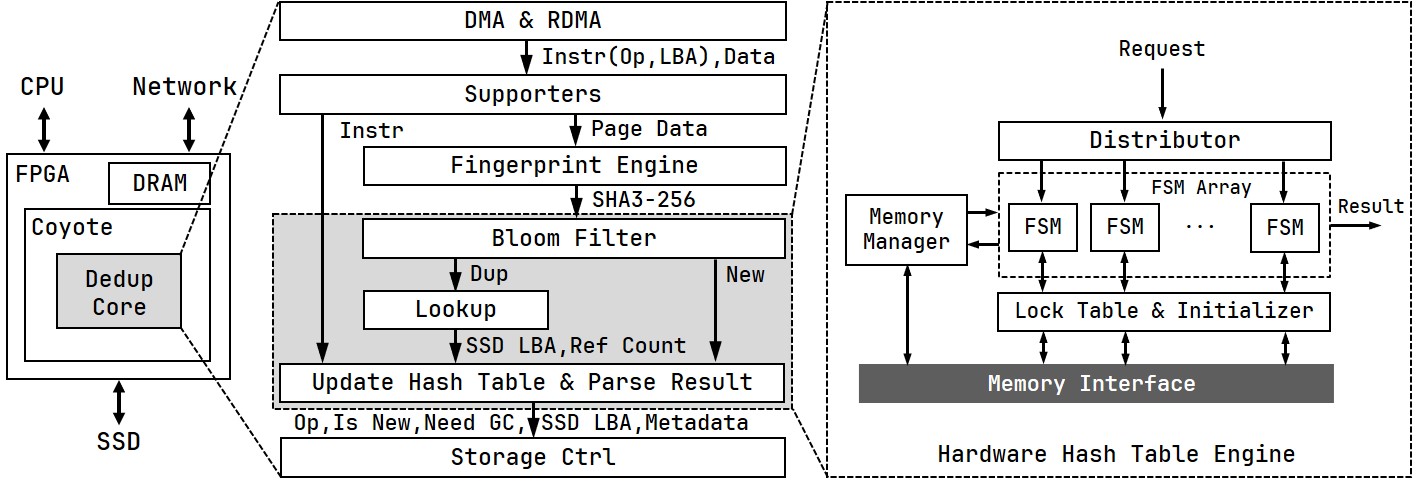 CPU
Network
FPGA
DRAM
Coyote
Dedup
Core
SSD
DMA & RDMA
Instr(Op,LBA),Data
Supporters
Instr
Page Data
Fingerprint Engine
SHA3-256
Bloom Filter
Dup
New
Lookup
SSD LBA,Ref Count
Update Hash Table & Parse Result
Op,Is New,Need GC, SSD LBA,Metadata
Storage Ctrl
Request
Distributor
FSM Array
Memory
Manager
FSM
FSM
...
FSM
Result
Lock Table & Initializer
Memory Interface
Hardware Hash Table Engine